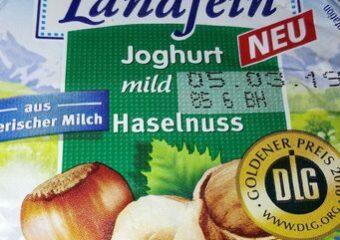 Landfein
Joghurt
NEU
mild
05 03.19
85 6 BH
aus
erischer Milch
Haselnuss
GOLDENER PREIS 2018
DLG
WWW.DLG.ORG